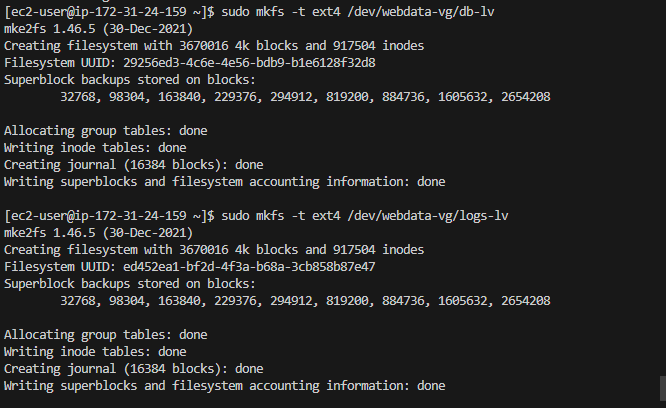 [ec2-user@ip-172-31-24-159 ~]$ sudo mkfs -t ext4 /dev/webdata-vg/db-lv
mke2fs 1.46.5 (30-Dec-2021)
Creating filesystem with 3670016 4k blocks and 917504 inodes
Filesystem UUID: 29256ed3-4c6e-4e56-bdb9-b1e6128f32d8
Superblock backups stored on blocks:
        32768, 98304, 163840, 229376, 294912, 819200, 884736, 1605632, 2654208

Allocating group tables: done
Writing inode tables: done
Creating journal (16384 blocks): done
Writing superblocks and filesystem accounting information: done

[ec2-user@ip-172-31-24-159 ~]$ sudo mkfs -t ext4 /dev/webdata-vg/logs-lv
mke2fs 1.46.5 (30-Dec-2021)
Creating filesystem with 3670016 4k blocks and 917504 inodes
Filesystem UUID: ed452ea1-bf2d-4f3a-b68a-3cb858b87e47
Superblock backups stored on blocks:
        32768, 98304, 163840, 229376, 294912, 819200, 884736, 1605632, 2654208

Allocating group tables: done
Writing inode tables: done
Creating journal (16384 blocks): done
Writing superblocks and filesystem accounting information: done